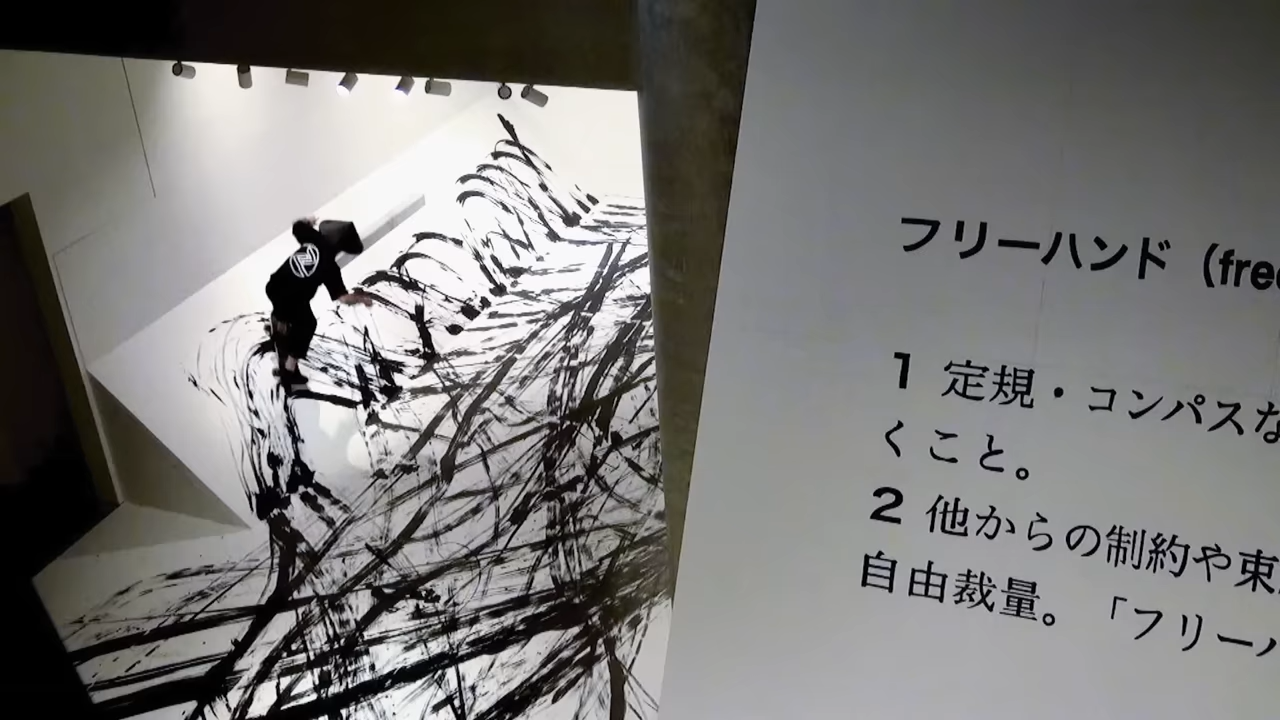 フリーハンド（free
1 定規・コンパスな
くこと。
2 他からの制約や束
自由裁量。「フリーハ